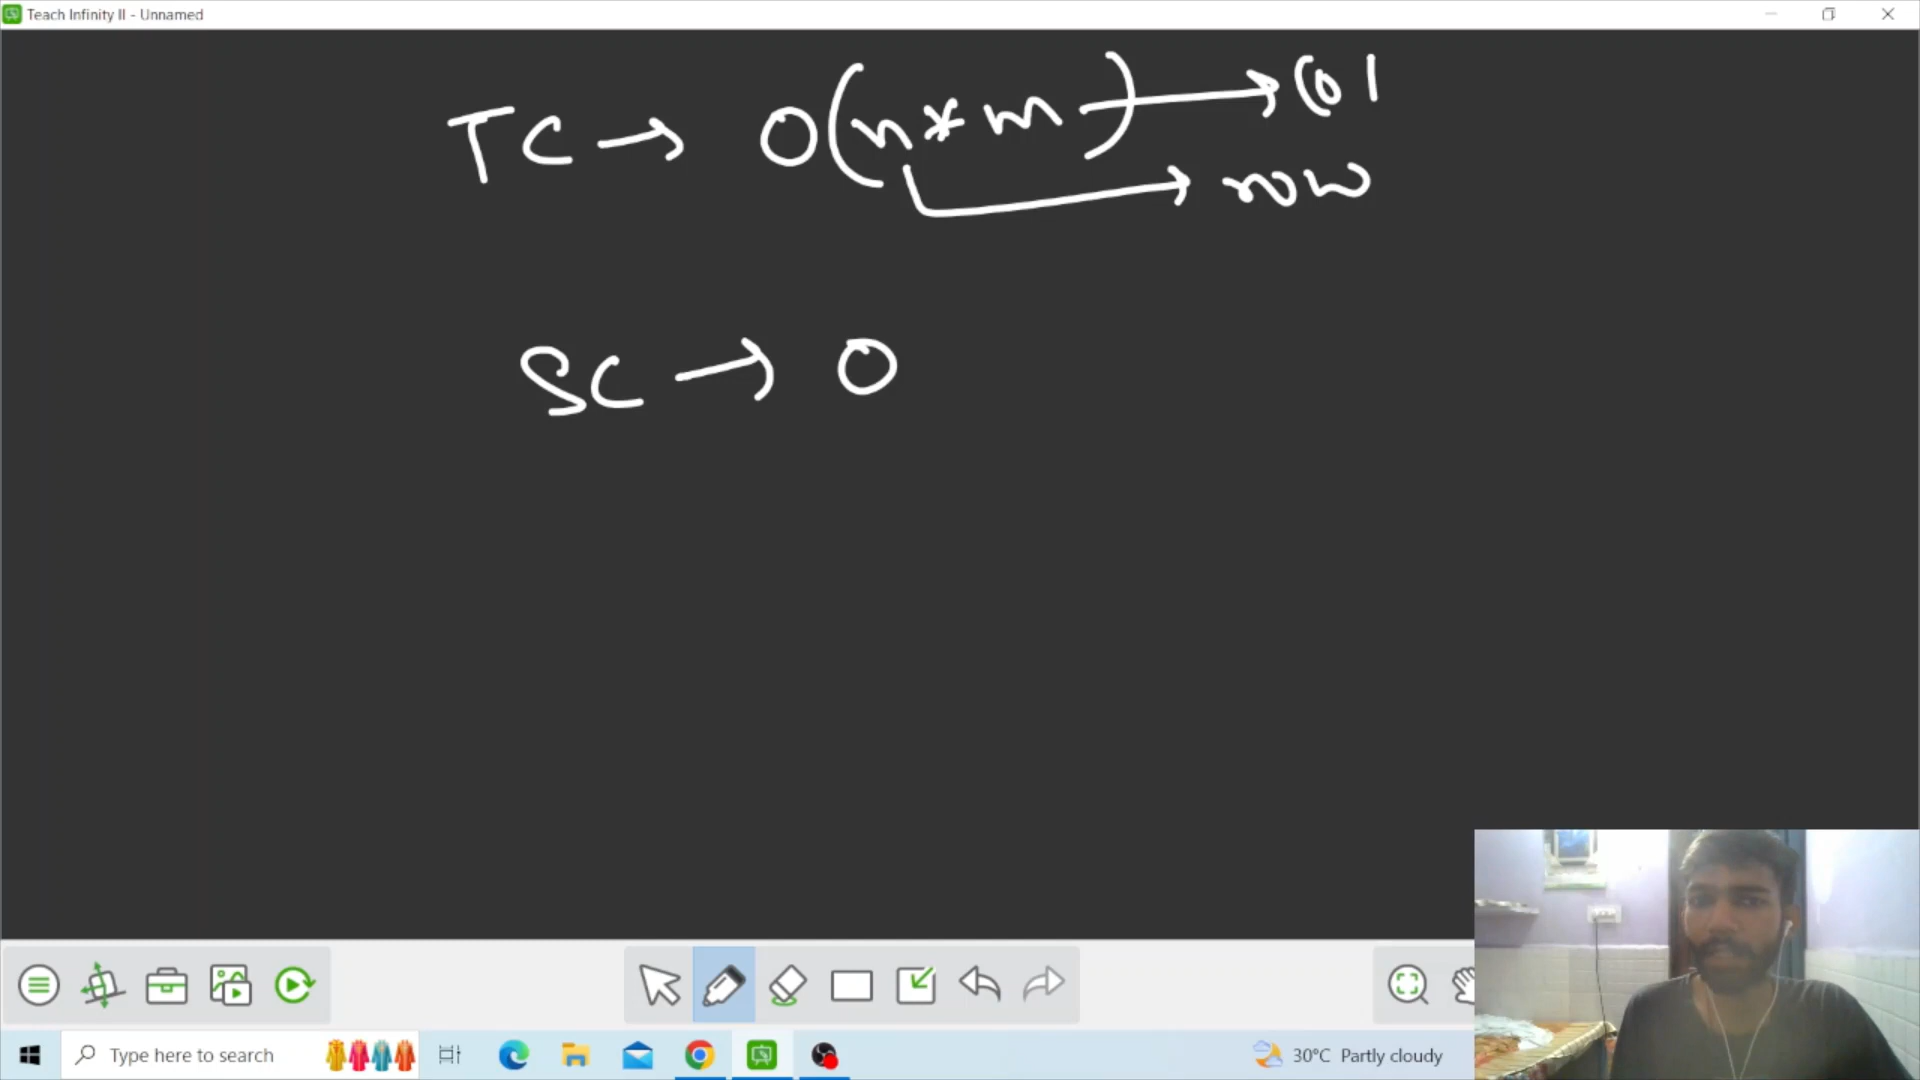 Teach Infinity II - Unnamed
TC → O(n*m) → col
→ row
SC → O
Type here to search
30°C Partly cloudy